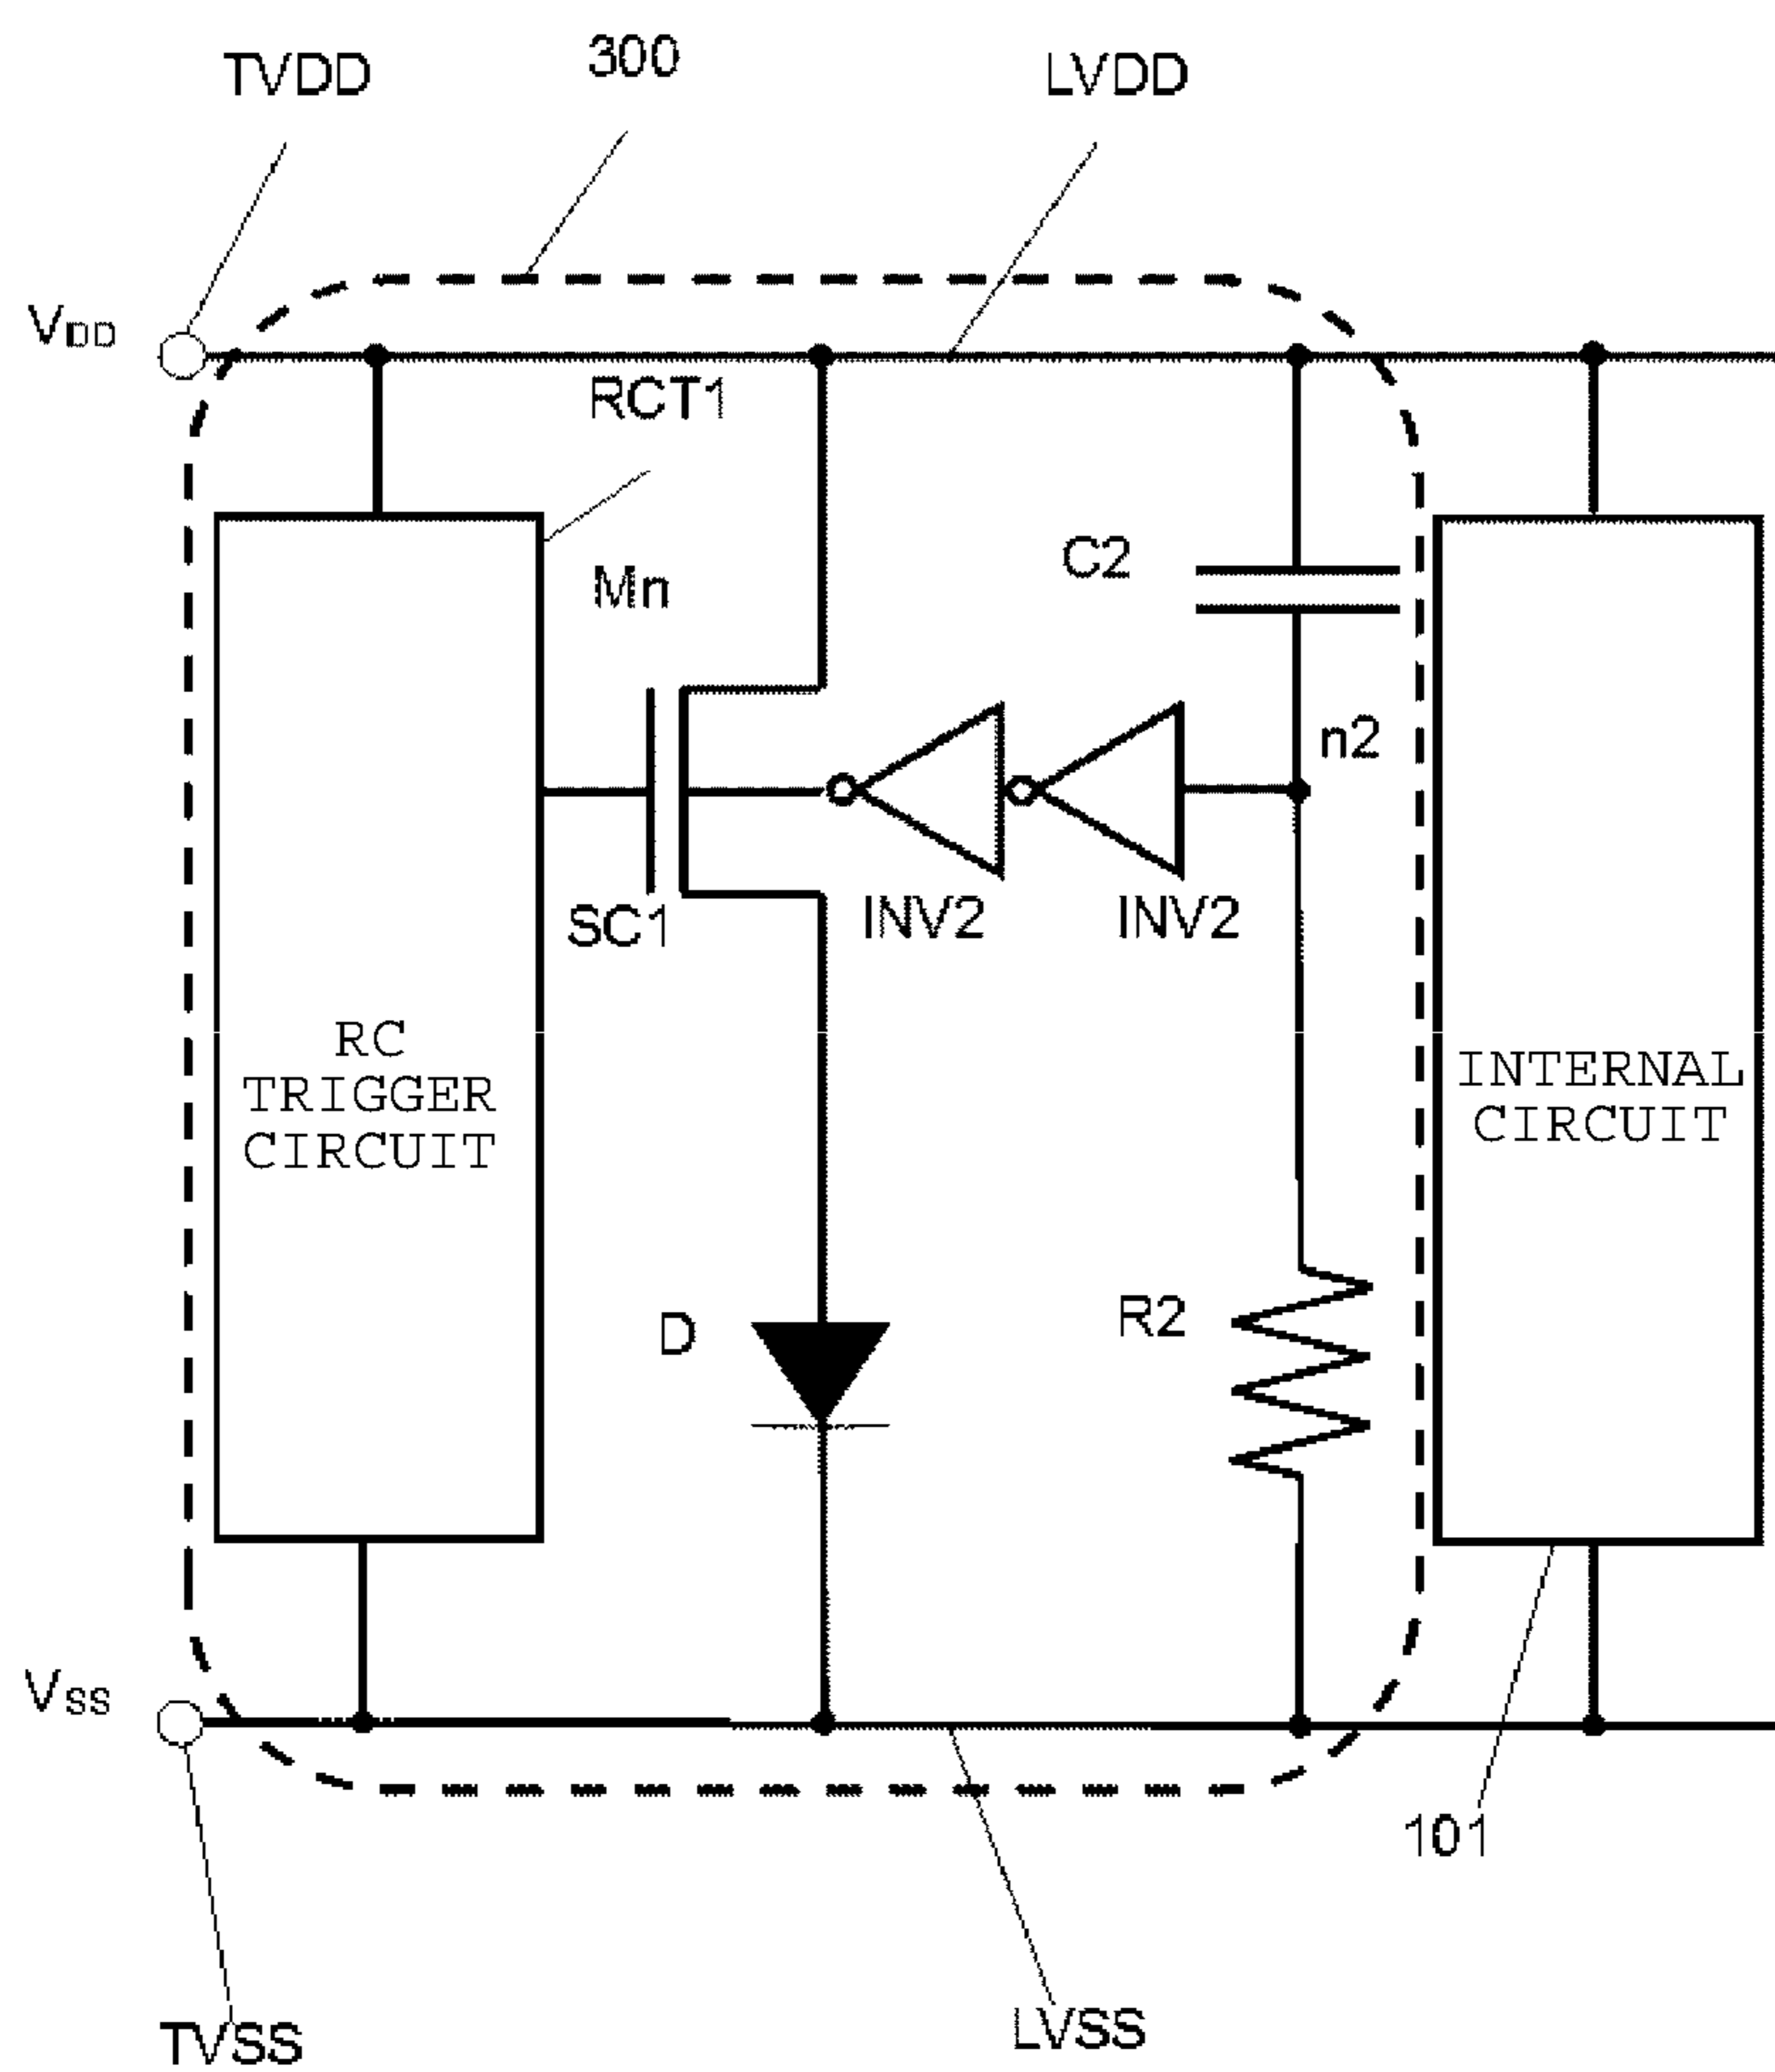 TVDD
300
LVDD
VDD
RCT1
C2
Mn
n2
SC1
INV2
INV2
RC
TRIGGER
CIRCUIT
INTERNAL
CIRCUIT
D
R2
VSS
101
TVSS
LVSS